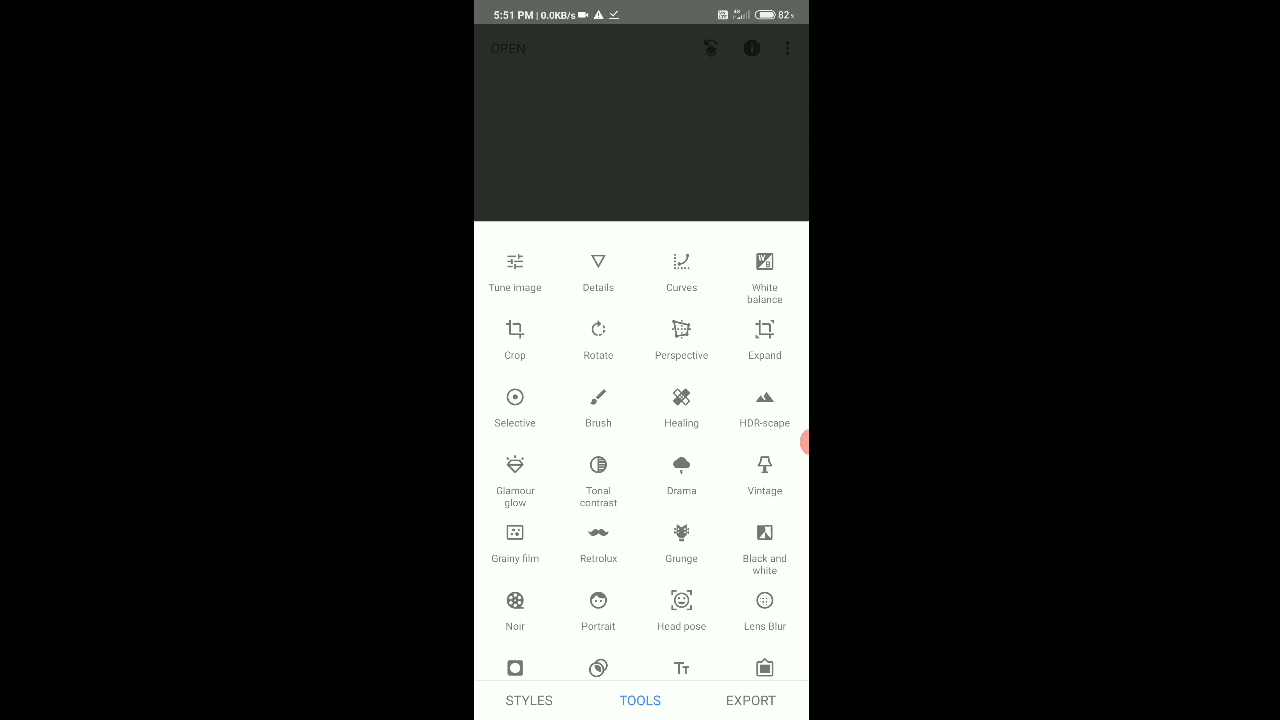 5:51 PM | 0.0KB/s 4G 82%
OPEN
Tune image Details Curves White balance
Crop Rotate Perspective Expand
Selective Brush Healing HDR-scape
Glamour glow Tonal contrast Drama Vintage
Grainy film Retrolux Grunge Black and white
Noir Portrait Head pose Lens Blur
STYLES TOOLS EXPORT